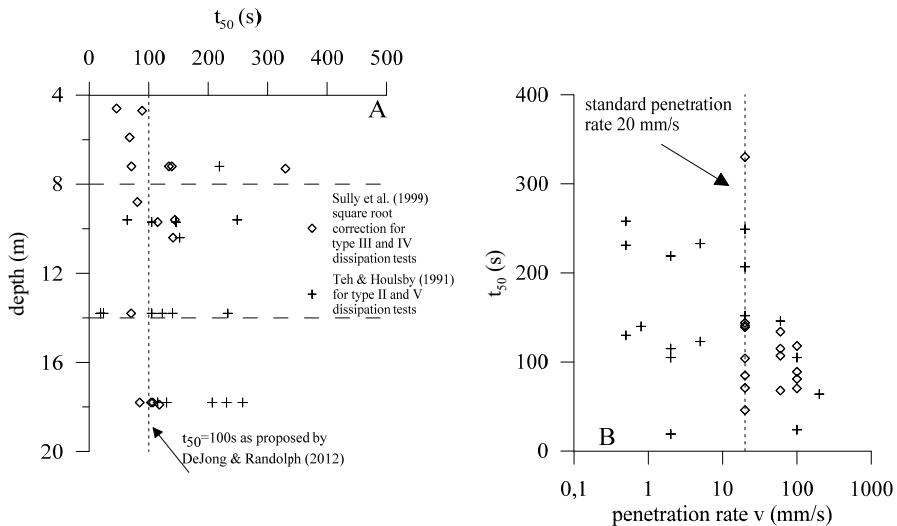 t50 (s)
0 100 200 300 400 500
4
8
12
16
20
depth (m)
A
Sully et al. (1999)
square root
correction for
type III and IV
dissipation tests
Teh & Houlsby (1991)
for type II and V
dissipation tests
t50=100s as proposed by
DeJong & Randolph (2012)
400
300
200
100
0
t50 (s)
standard penetration
rate 20 mm/s
B
0,1 1 10 100 1000
penetration rate v (mm/s)